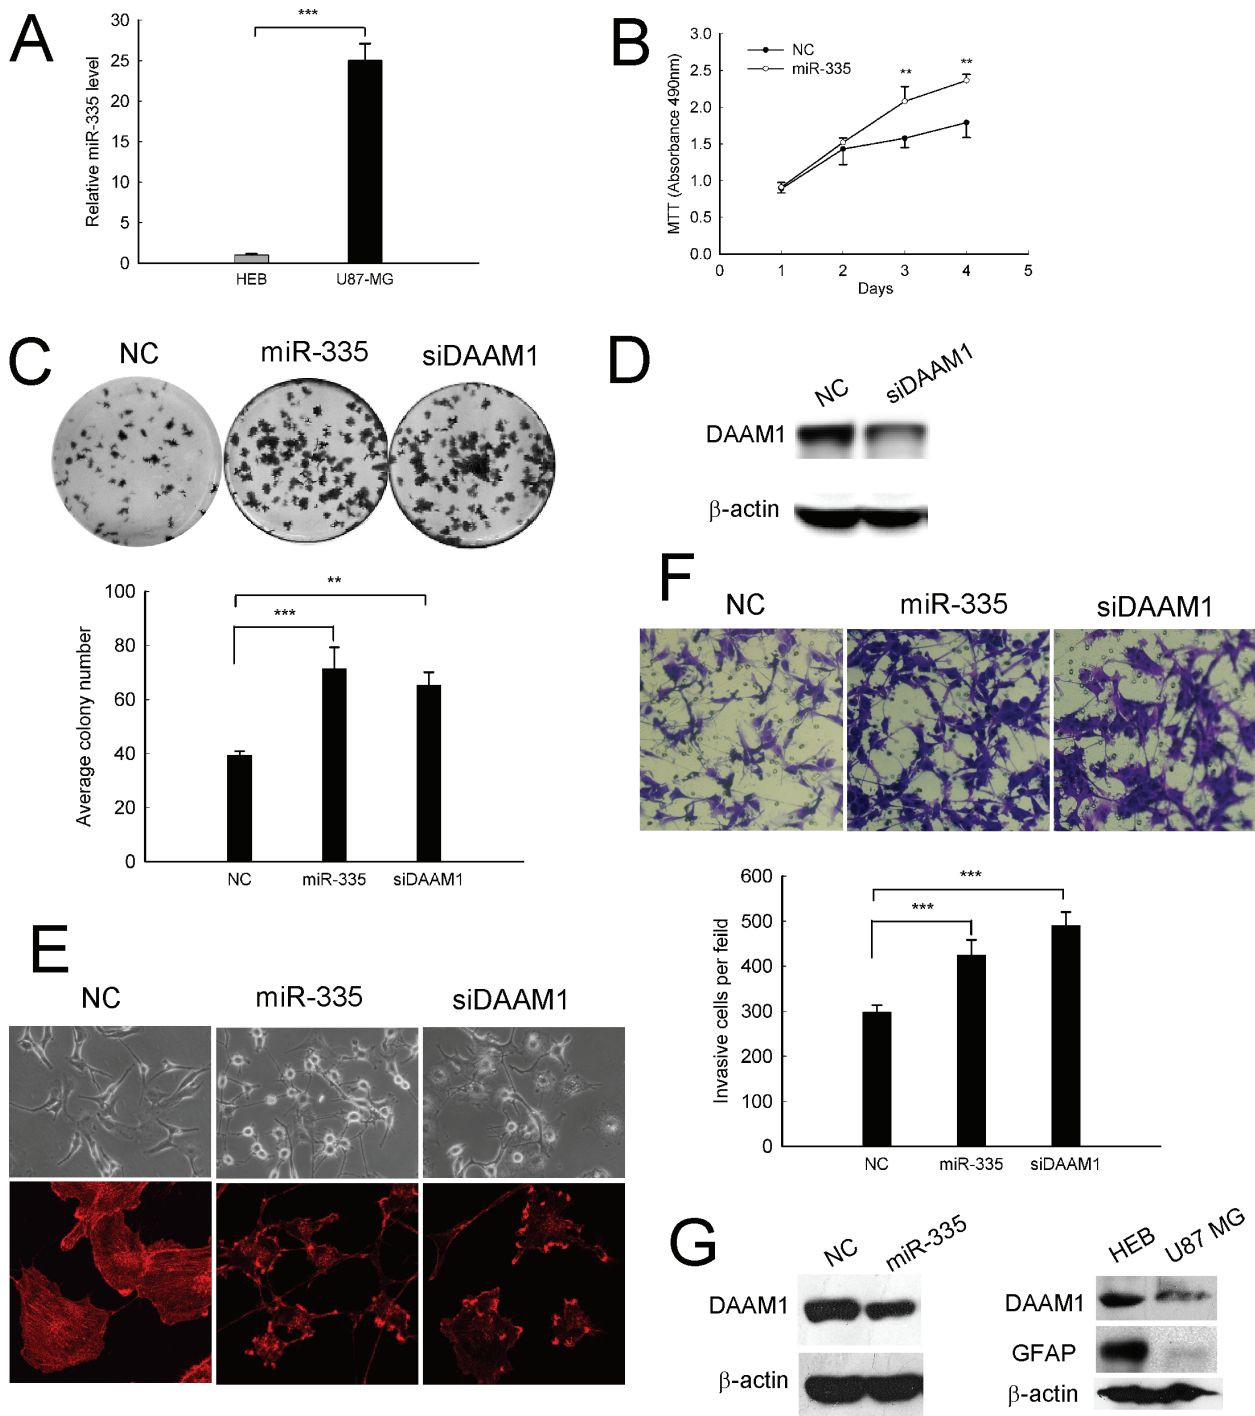 A
Relative miR-335 level
30
25
20
15
10
5
0
***
HEB
U87-MG
B
MTT (Absorbance 490nm)
3.0
2.5
2.0
1.5
1.0
0.5
0.0
NC
miR-335
**
**
0
1
2
3
4
5
Days
C
NC
miR-335
siDAAM1
Average colony number
100
80
60
40
20
0
**
***
NC
miR-335
siDAAM1
D
NC
siDAAM1
DAAM1
β-actin
E
NC
miR-335
siDAAM1
F
NC
miR-335
siDAAM1
Invasive cells per feild
600
500
400
300
200
100
0
***
***
NC
miR-335
siDAAM1
G
NC
miR-335
DAAM1
β-actin
HEB
U87 MG
DAAM1
GFAP
β-actin